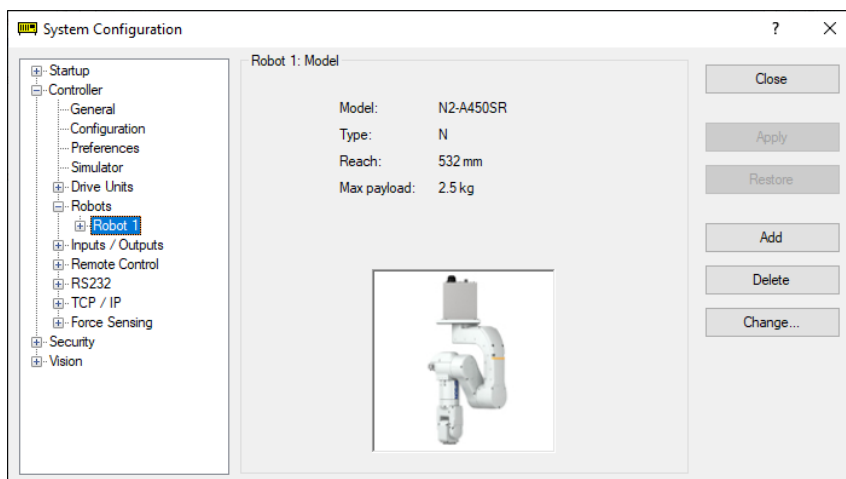 System Configuration
?
Startup
Controller
General
Configuration
Preferences
Simulator
Drive Units
Robots
Robot 1
Inputs / Outputs
Remote Control
RS232
TCP / IP
Force Sensing
Security
Vision
Robot 1: Model
Model: N2-A450SR
Type: N
Reach: 532 mm
Max payload: 2.5 kg
Close
Apply
Restore
Add
Delete
Change...